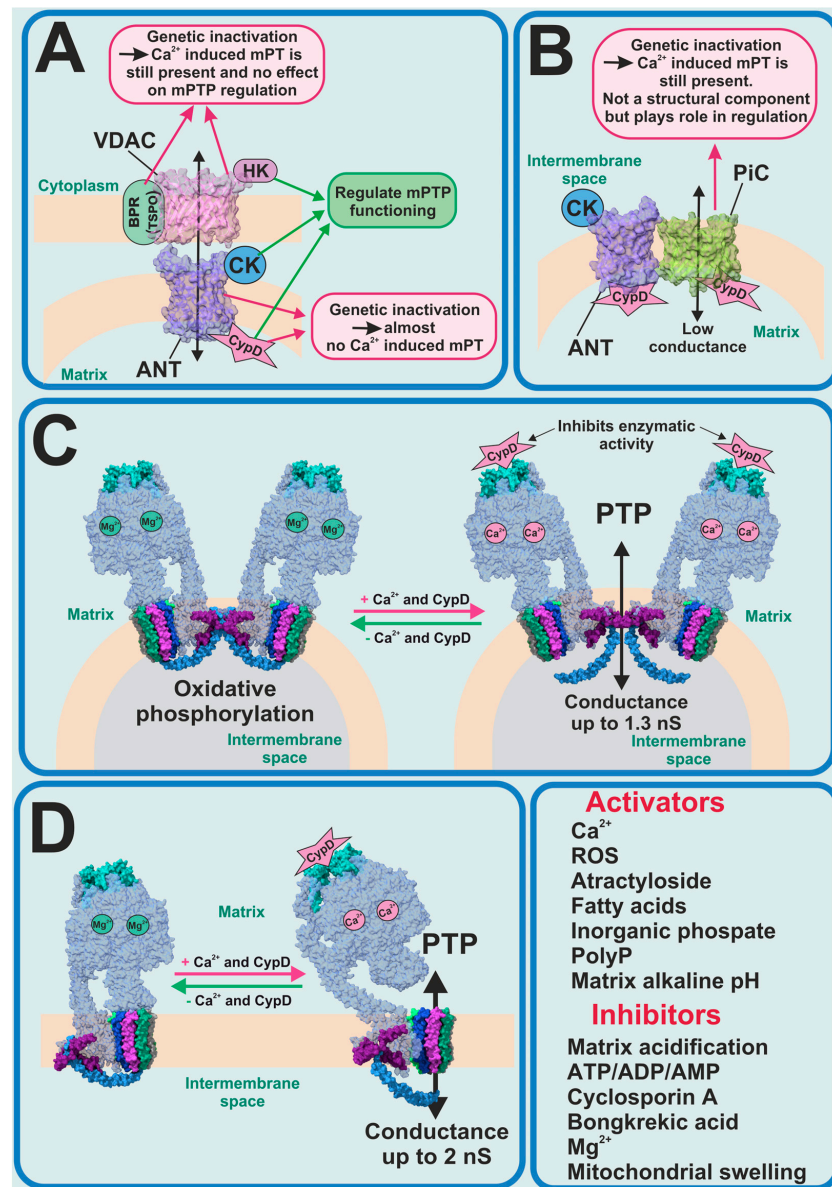 A
Genetic inactivation
→ Ca²⁺ induced mPT is
still present and no effect
on mPTP regulation
VDAC
HK
Cytoplasm
BPR
(TSPO)
Regulate mPTP
functioning
CK
Genetic inactivation
→ almost
no Ca²⁺ induced mPT
CypD
ANT
Matrix
B
Genetic inactivation
→ Ca²⁺ induced mPT is
still present.
Not a structural component
but plays role in regulation
Intermembrane
space
PiC
CK
CypD
CypD
ANT
Low
conductance
Matrix
C
Mg²⁺
Mg²⁺
Mg²⁺
Mg²⁺
Matrix
Oxidative
phosphorylation
Intermembrane
space
+ Ca²⁺ and CypD
- Ca²⁺ and CypD
Inhibits enzymatic
activity
CypD
CypD
PTP
Ca²⁺
Ca²⁺
Ca²⁺
Ca²⁺
Matrix
Conductance
up to 1.3 nS
Intermembrane
space
D
Mg²⁺
Mg²⁺
Matrix
+ Ca²⁺ and CypD
- Ca²⁺ and CypD
CypD
Ca²⁺
Ca²⁺
PTP
Intermembrane
space
Conductance
up to 2 nS
Activators
Ca²⁺
ROS
Atractyloside
Fatty acids
Inorganic phospate
PolyP
Matrix alkaline pH
Inhibitors
Matrix acidification
ATP/ADP/AMP
Cyclosporin A
Bongkrekic acid
Mg²⁺
Mitochondrial swelling